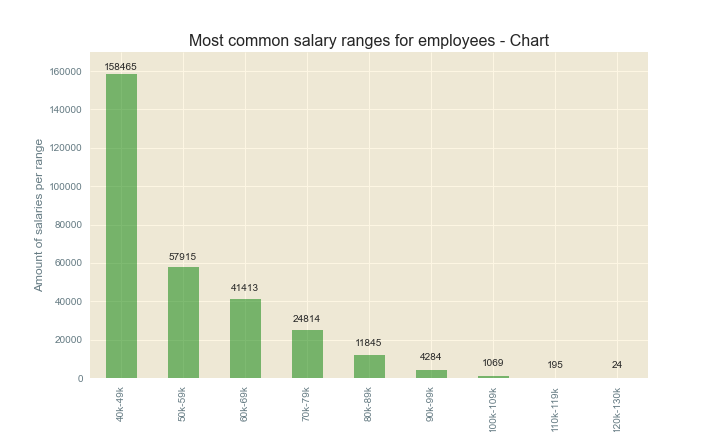 Most common salary ranges for employees - Chart
Amount of salaries per range
160000
140000
120000
100000
80000
60000
40000
20000
0
158465
57915
41413
24814
11845
4284
1069
195
24
40k-49k
50k-59k
60k-69k
70k-79k
80k-89k
90k-99k
100k-109k
110k-119k
120k-130k